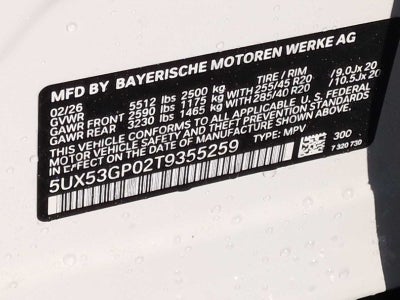 MFD BY BAYERISCHE MOTOREN WERKE AG
02/26
GVWR 5512 lbs 2500 kg TIRE / RIM
GAWR FRONT 2590 lbs 1175 kg 255/45 R20 / 9.0Jx 20
GAWR REAR 3230 lbs 1465 kg 285/40 R20 / 10.5Jx 20
THIS VEHICLE CONFORMS TO ALL APPLICABLE U. S. FEDERAL
MOTOR VEHICLE SAFETY AND THEFT PREVENTION STANDARDS
IN EFFECT ON THE DATE OF MANUFACTURE SHOWN ABOVE.
5UX53GP02T9355259 TYPE: MPV 300
7 320 730